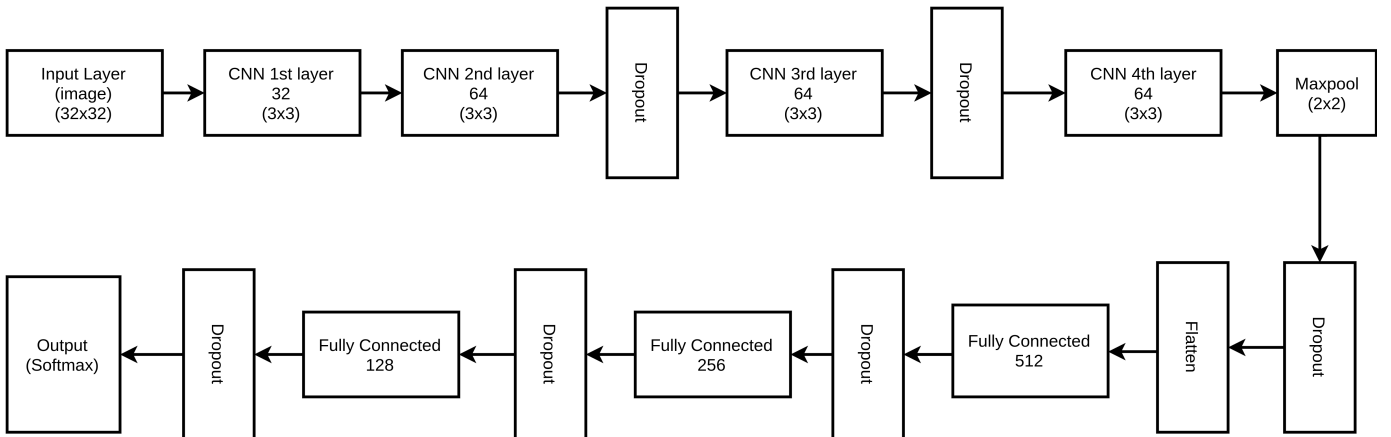 Input Layer
(image)
(32x32)
CNN 1st layer
32
(3x3)
CNN 2nd layer
64
(3x3)
Dropout
CNN 3rd layer
64
(3x3)
Dropout
CNN 4th layer
64
(3x3)
Maxpool
(2x2)
Dropout
Flatten
Fully Connected
512
Dropout
Fully Connected
256
Dropout
Fully Connected
128
Dropout
Output
(Softmax)